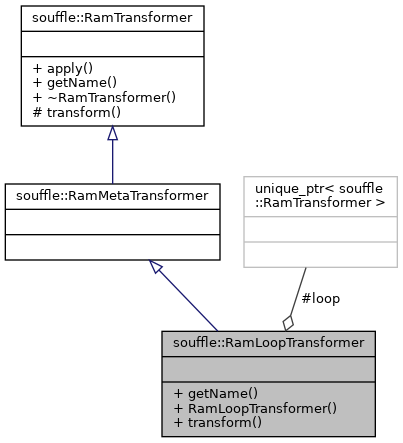 souffle::RamTransformer
+ apply()
+ getName()
+ ~RamTransformer()
# transform()
souffle::RamMetaTransformer
unique_ptr< souffle
::RamTransformer >
#loop
souffle::RamLoopTransformer
+ getName()
+ RamLoopTransformer()
+ transform()